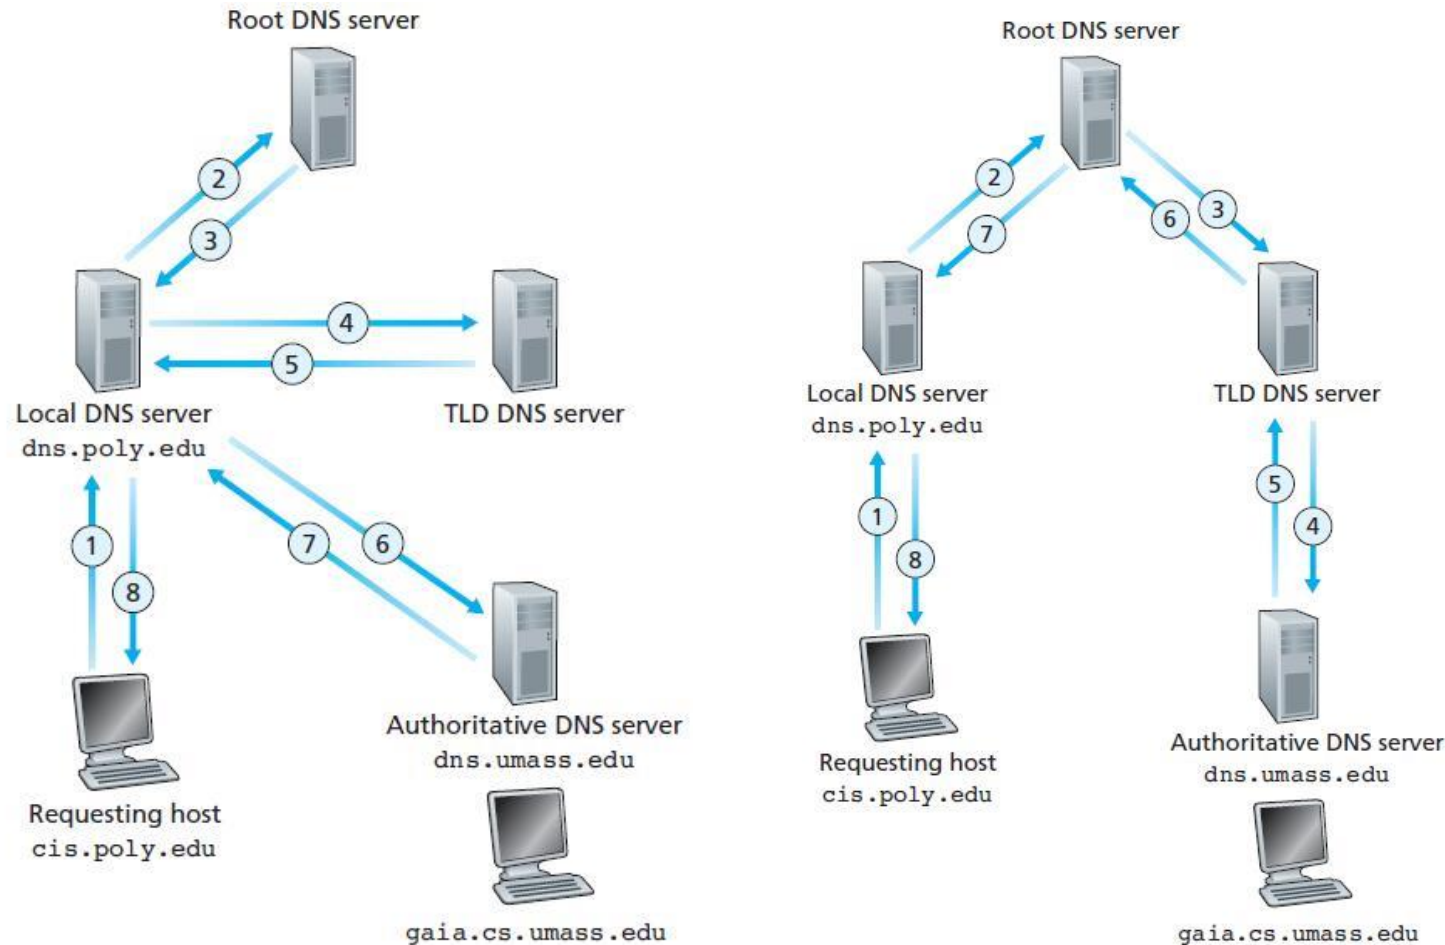 Root DNS server
2
3
4
5
Local DNS server
dns.poly.edu
TLD DNS server
1
8
7
6
Authoritative DNS server
dns.umass.edu
Requesting host
cis.poly.edu
gaia.cs.umass.edu
Root DNS server
2
7
6
3
Local DNS server
dns.poly.edu
TLD DNS server
1
8
5
4
Requesting host
cis.poly.edu
Authoritative DNS server
dns.umass.edu
gaia.cs.umass.edu